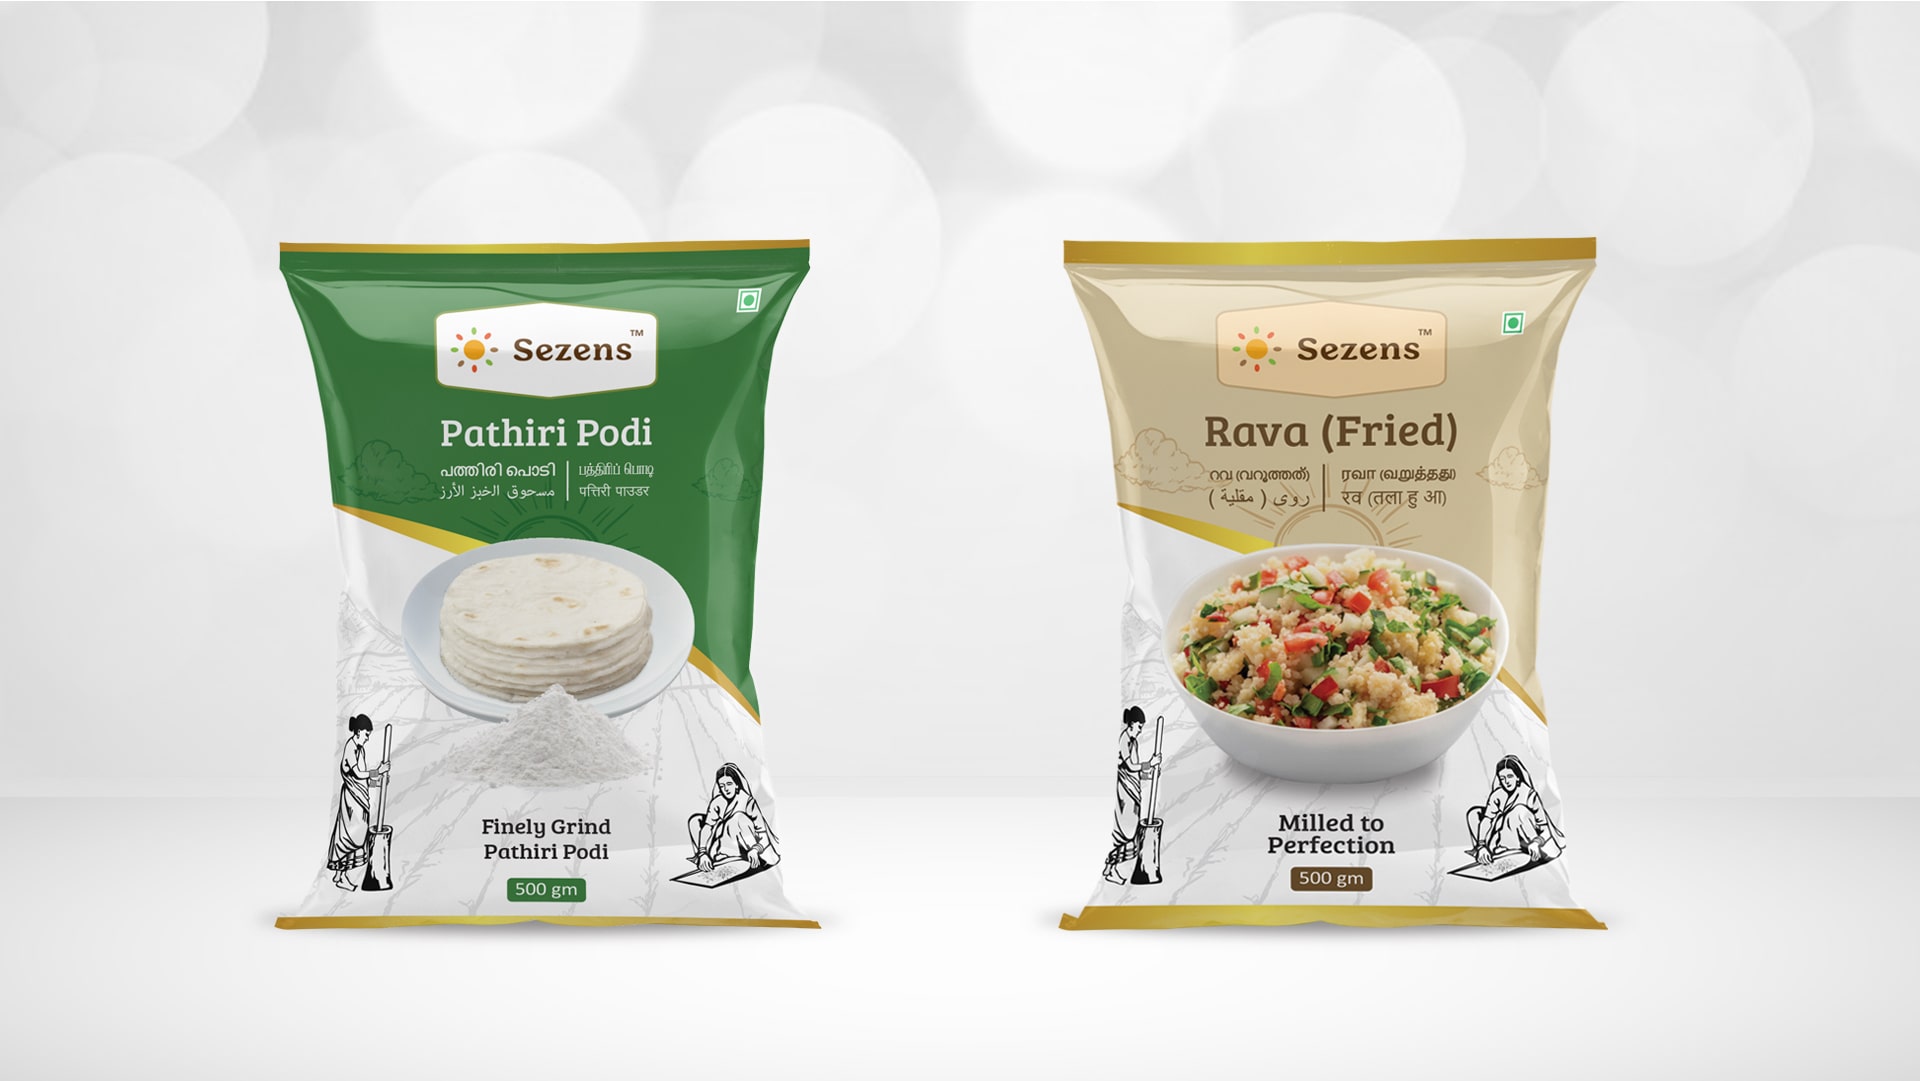 Sezens™
Pathiri Podi
പത്തിരി പൊടി
مسحوق الخبز الأرز
பத்திரிப் பொடி
पत्तिरी पाउडर
Finely Grind
Pathiri Podi
500 gm
Sezens™
Rava (Fried)
റവ (വറുത്തത്)
روى ( مقلية )
ரவா (வறுத்தது)
रव (तला हु आ)
Milled to
Perfection
500 gm